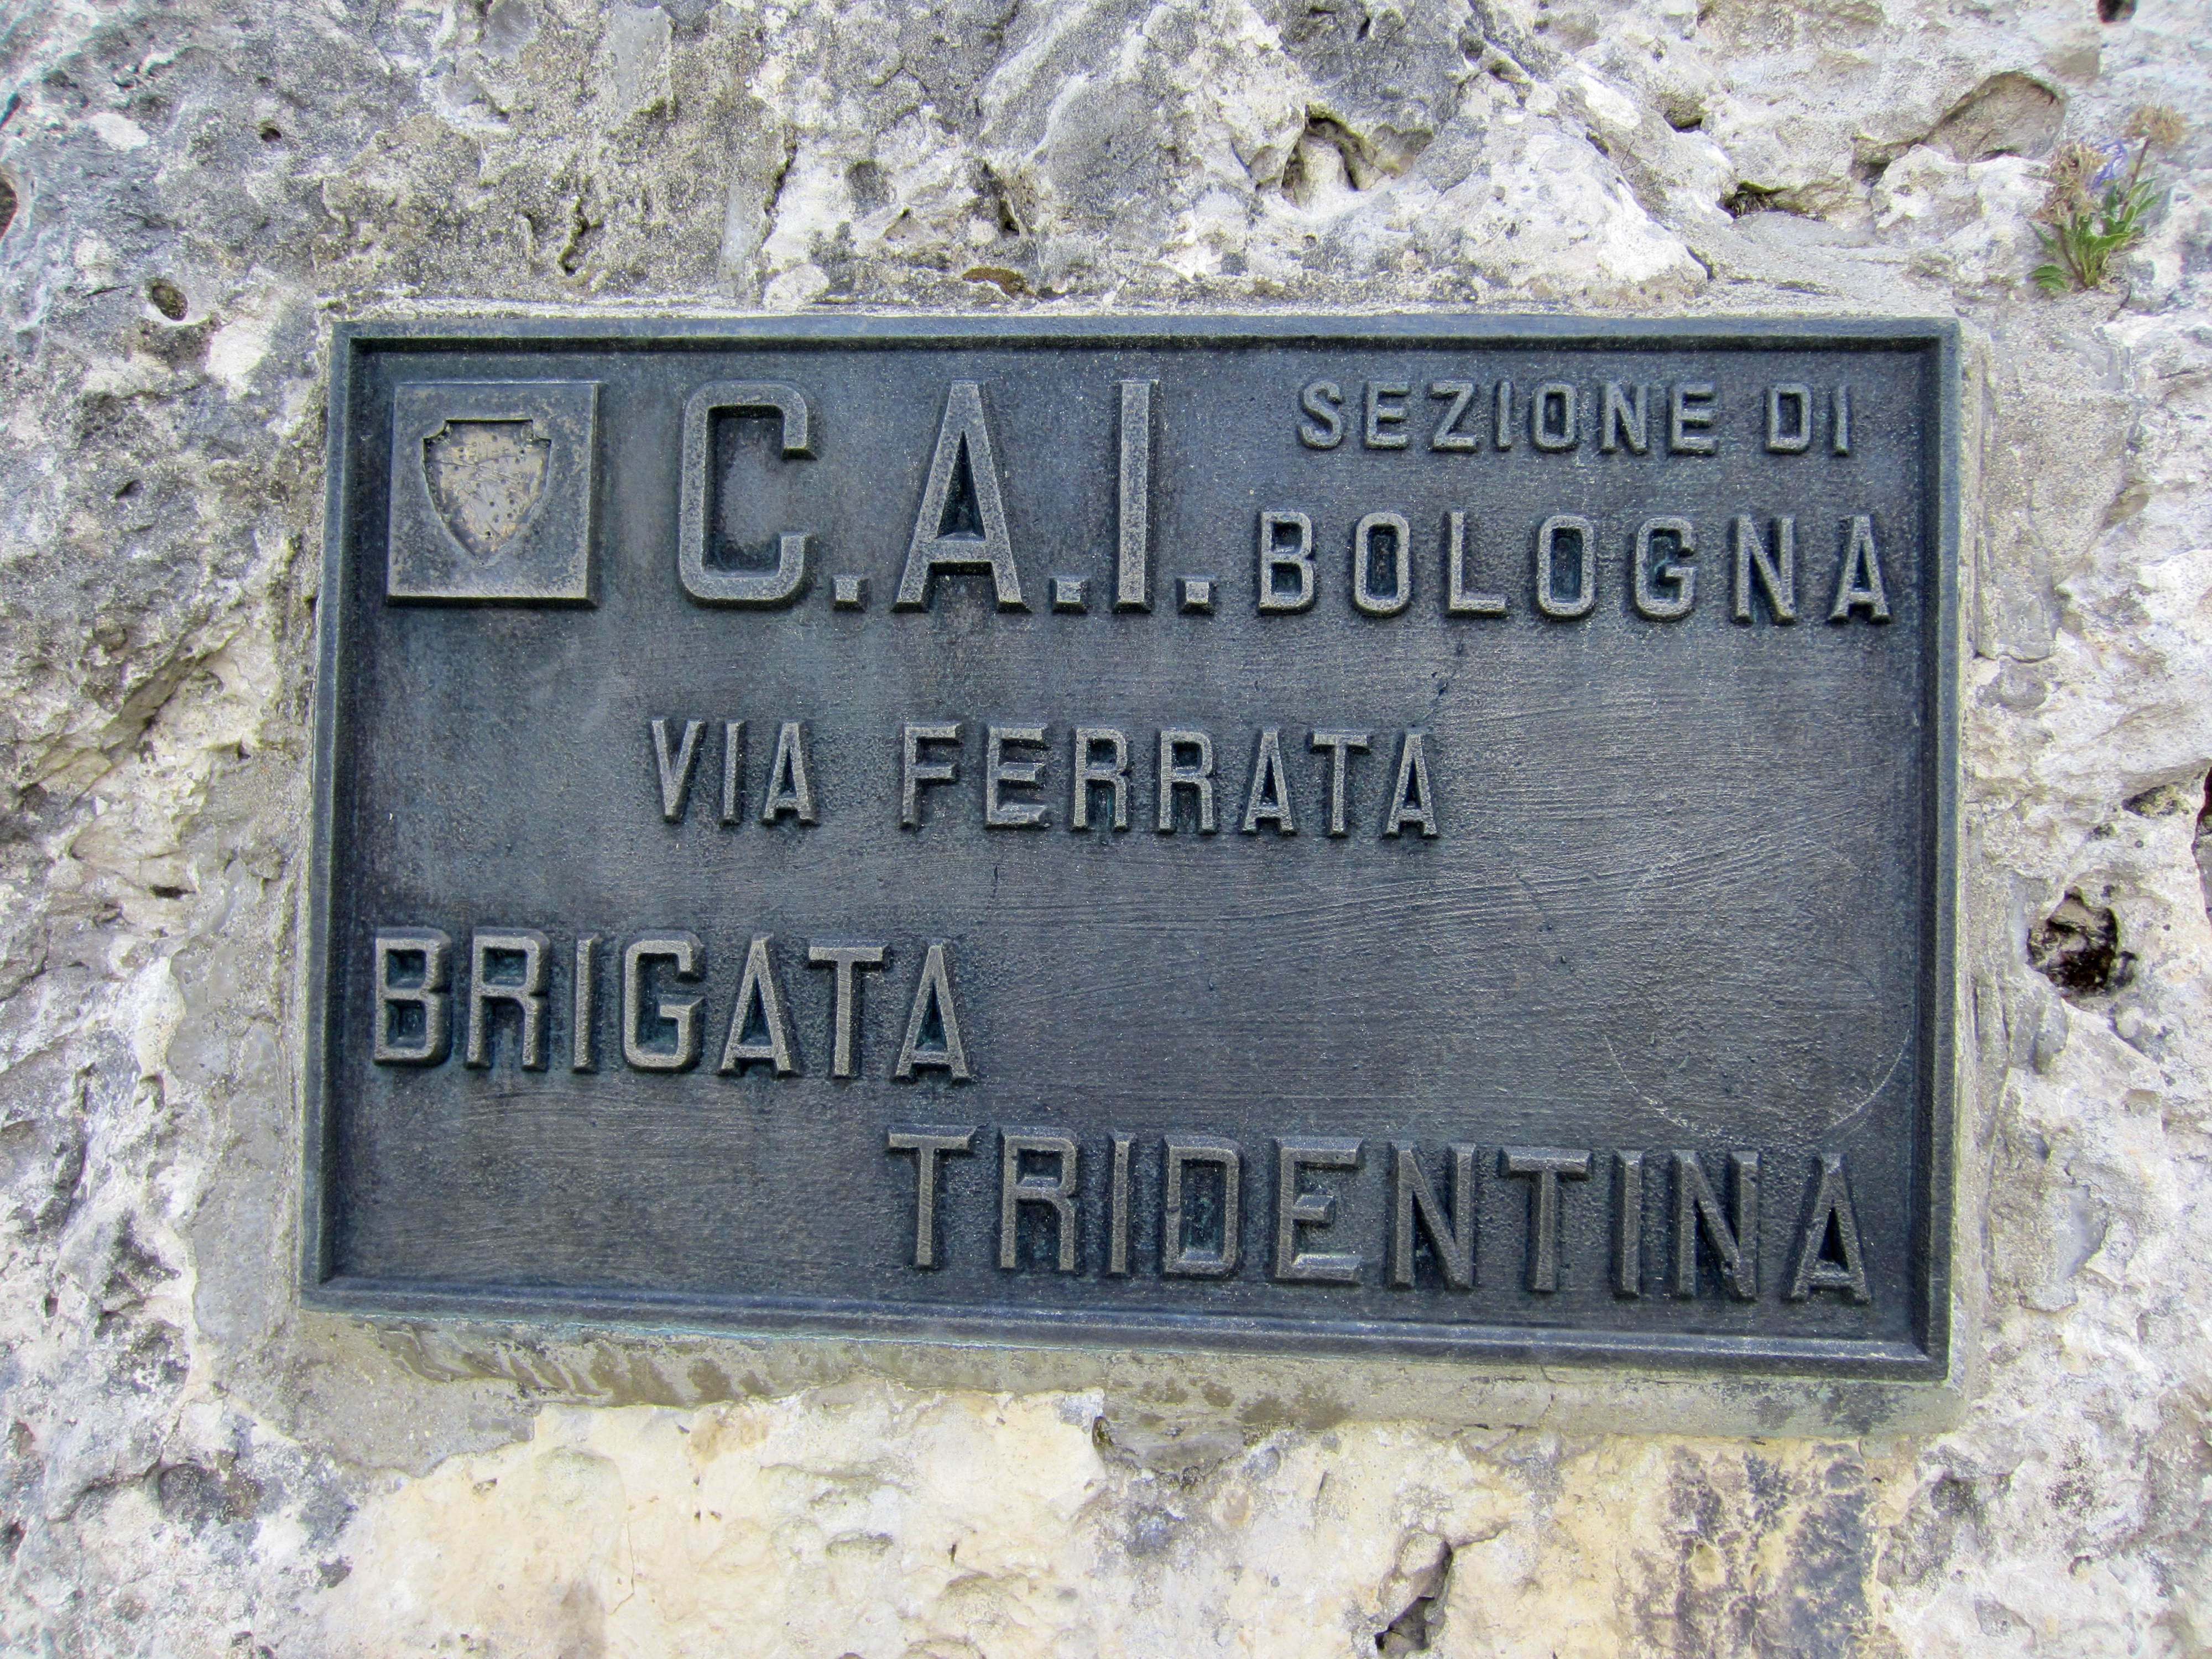 C.A.I. SEZIONE DI
BOLOGNA
VIA FERRATA
BRIGATA
TRIDENTINA